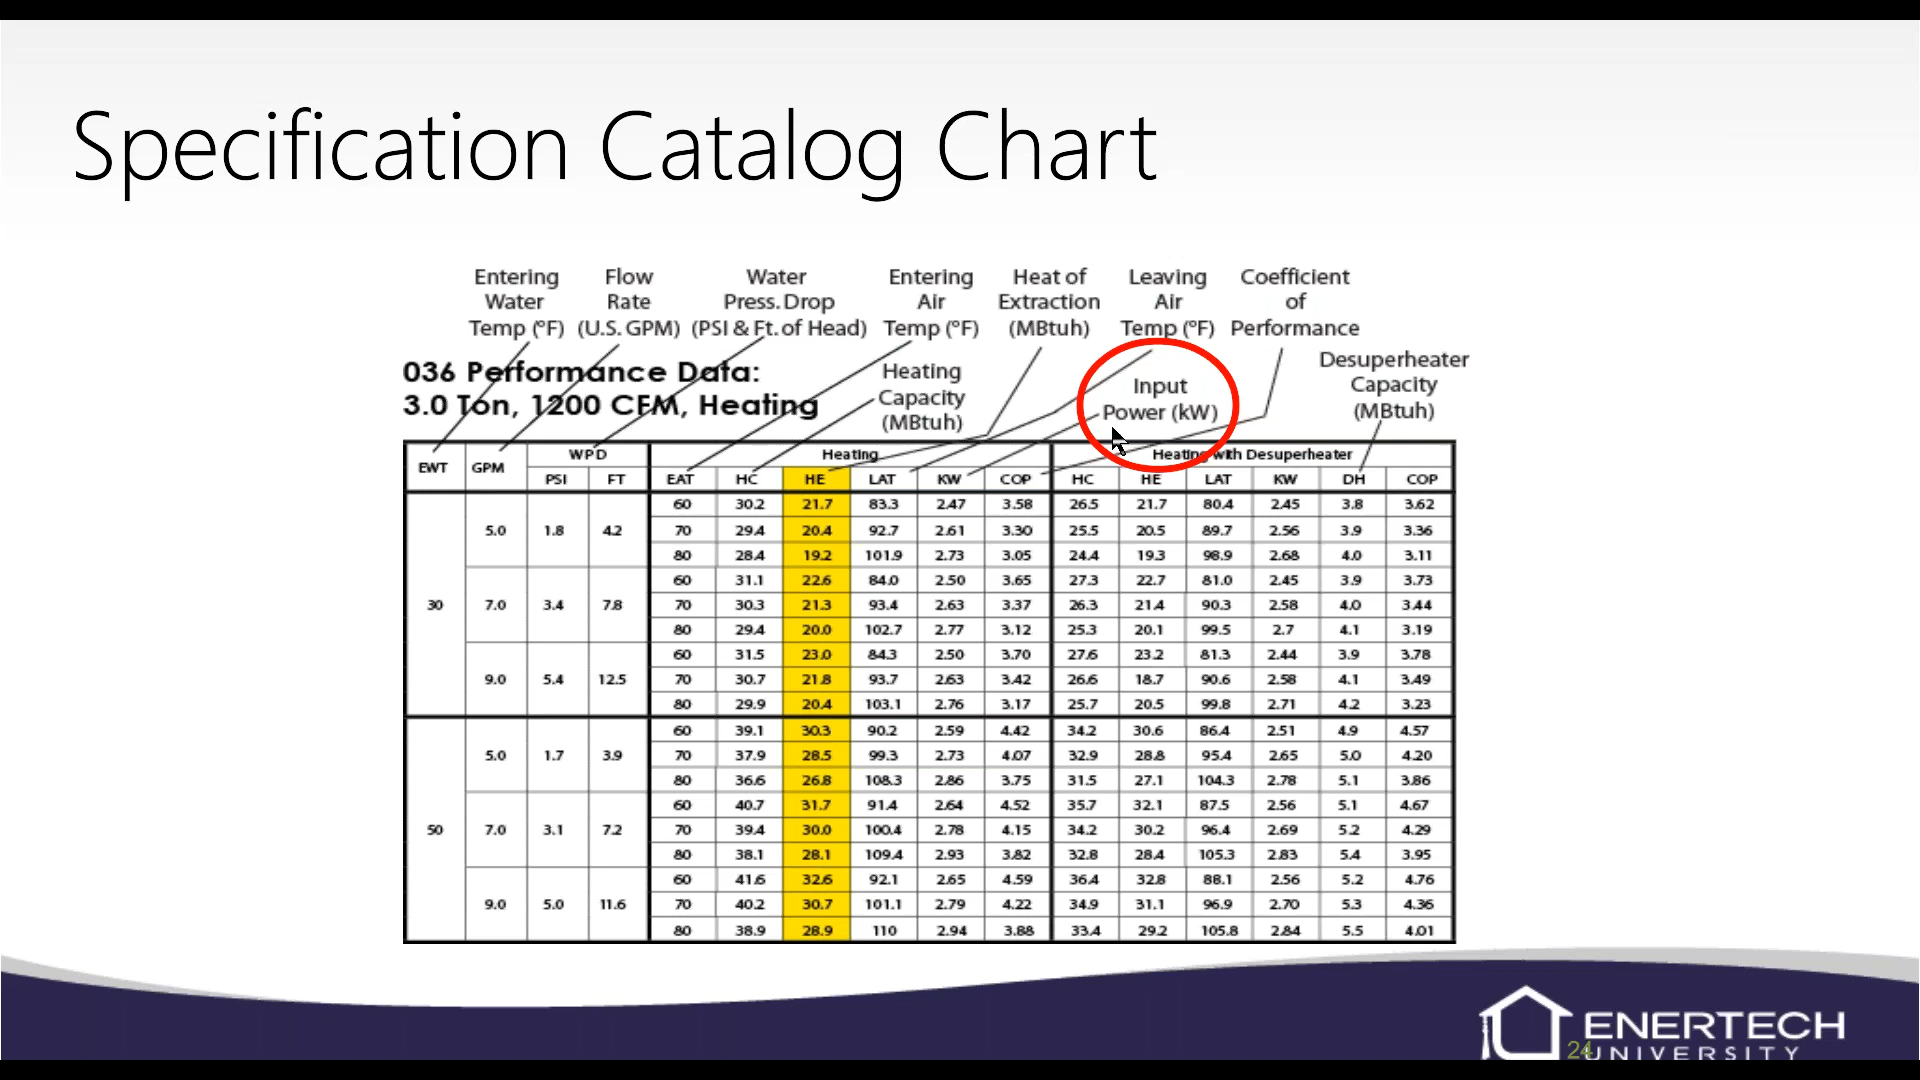 Specification Catalog Chart
Entering Water Temp (°F)
Flow Rate (U.S. GPM)
Water Press. Drop (PSI & Ft. of Head)
Entering Air Temp (°F)
Heat of Extraction (MBtuh)
Leaving Air Temp (°F)
Coefficient of Performance
036 Performance Data:
3.0 Ton, 1200 CFM, Heating
Heating Capacity (MBtuh)
Input Power (kW)
Desuperheater Capacity (MBtuh)
EWT GPM WPD Heating Heating with Desuperheater
PSI FT EAT HC HE LAT KW COP HC HE LAT KW DH COP
60 30.2 21.7 83.3 2.47 3.58 26.5 21.7 80.4 2.45 3.8 3.62
5.0 1.8 4.2 70 29.4 20.4 92.7 2.61 3.30 25.5 20.5 89.7 2.56 3.9 3.36
80 28.4 19.2 101.9 2.73 3.05 24.4 19.3 98.9 2.68 4.0 3.11
60 31.1 22.6 84.0 2.50 3.65 27.3 22.7 81.0 2.45 3.9 3.73
30 7.0 3.4 7.8 70 30.3 21.3 93.4 2.63 3.37 26.3 21.4 90.3 2.58 4.0 3.44
80 29.4 20.0 102.7 2.77 3.12 25.3 20.1 99.5 2.7 4.1 3.19
60 31.5 23.0 84.3 2.50 3.70 27.6 23.2 81.3 2.44 3.9 3.78
9.0 5.4 12.5 70 30.7 21.8 93.7 2.63 3.42 26.6 18.7 90.6 2.58 4.1 3.49
80 29.9 20.4 103.1 2.76 3.17 25.7 20.5 99.8 2.71 4.2 3.23
60 39.1 30.3 90.2 2.59 4.42 34.2 30.6 86.4 2.51 4.9 4.57
5.0 1.7 3.9 70 37.9 28.5 99.3 2.73 4.07 32.9 28.8 95.4 2.65 5.0 4.20
80 36.6 26.8 108.3 2.86 3.75 31.5 27.1 104.3 2.78 5.1 3.86
60 40.7 31.7 91.4 2.64 4.52 35.7 32.1 87.5 2.56 5.1 4.67
50 7.0 3.1 7.2 70 39.4 30.0 100.4 2.78 4.15 34.2 30.2 96.4 2.69 5.2 4.29
80 38.1 28.1 109.4 2.93 3.82 32.8 28.4 105.3 2.83 5.4 3.95
60 41.6 32.6 92.1 2.65 4.59 36.4 32.8 88.1 2.56 5.2 4.76
9.0 5.0 11.6 70 40.2 30.7 101.1 2.79 4.22 34.9 31.1 96.9 2.70 5.3 4.36
80 38.9 28.9 110 2.94 3.88 33.4 29.2 105.8 2.84 5.5 4.01
ENERTECH
UNIVERSITY
24